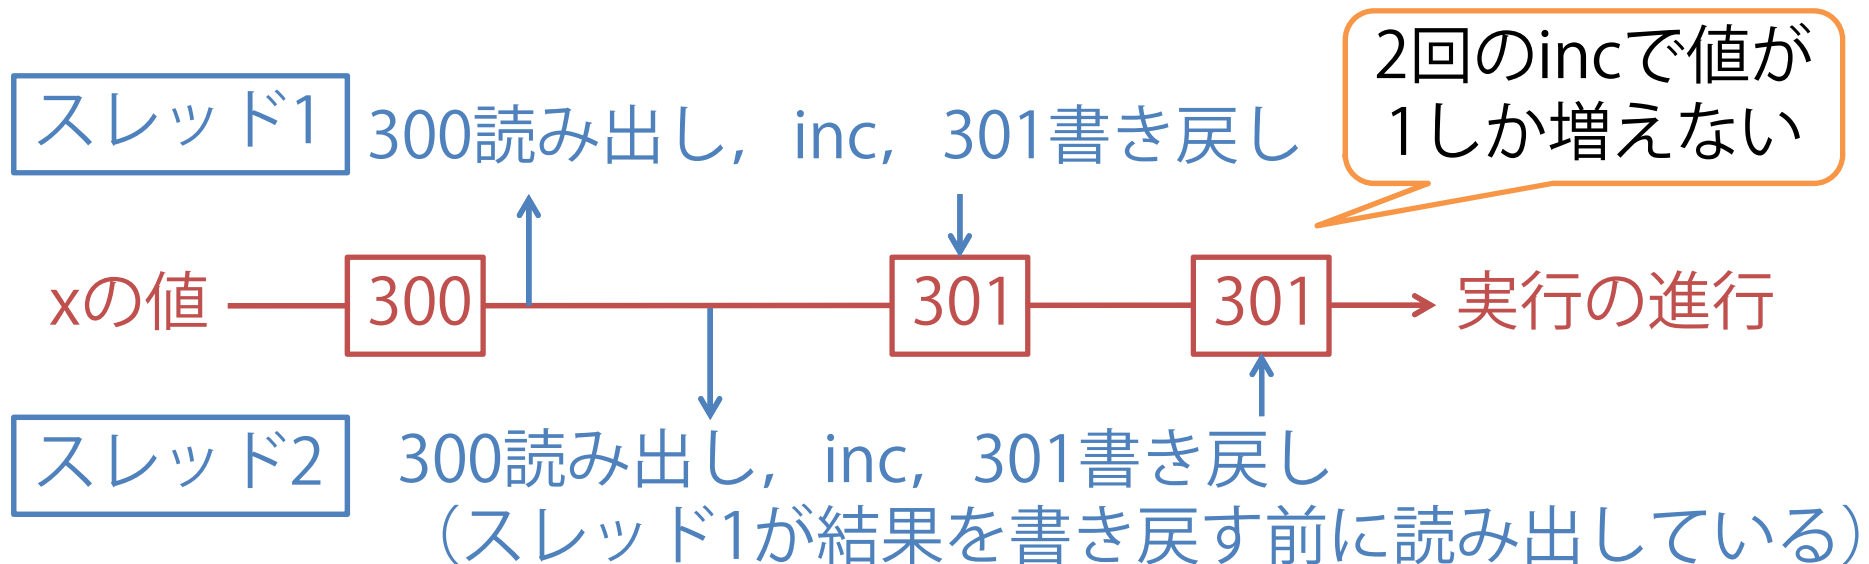 2回のincで値が
1しか増えない
スレッド1
300読み出し，inc，301書き戻し
xの値
300
301
301
実行の進行
スレッド2
300読み出し，inc，301書き戻し
（スレッド1が結果を書き戻す前に読み出している）